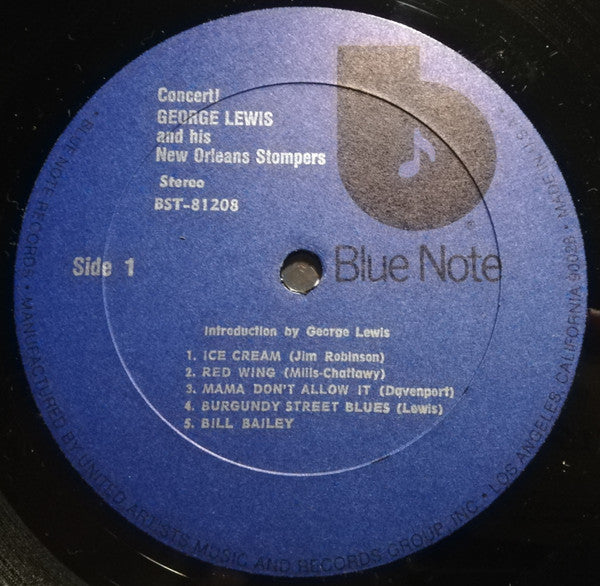 Concert!
GEORGE LEWIS
and his
New Orleans Stompers
Stereo
BST-81208
Side 1
Blue Note
®
Introduction by George Lewis
1. ICE CREAM (Jim Robinson)
2. RED WING (Mills-Chattawy)
3. MAMA DON'T ALLOW IT (Davenport)
4. BURGUNDY STREET BLUES (Lewis)
5. BILL BAILEY
• BLUE NOTE RECORDS • MANUFACTURED BY UNITED ARTISTS MUSIC AND RECORDS GROUP, INC • LOS ANGELES, CALIFORNIA 90028 • MADE IN U.S.A.